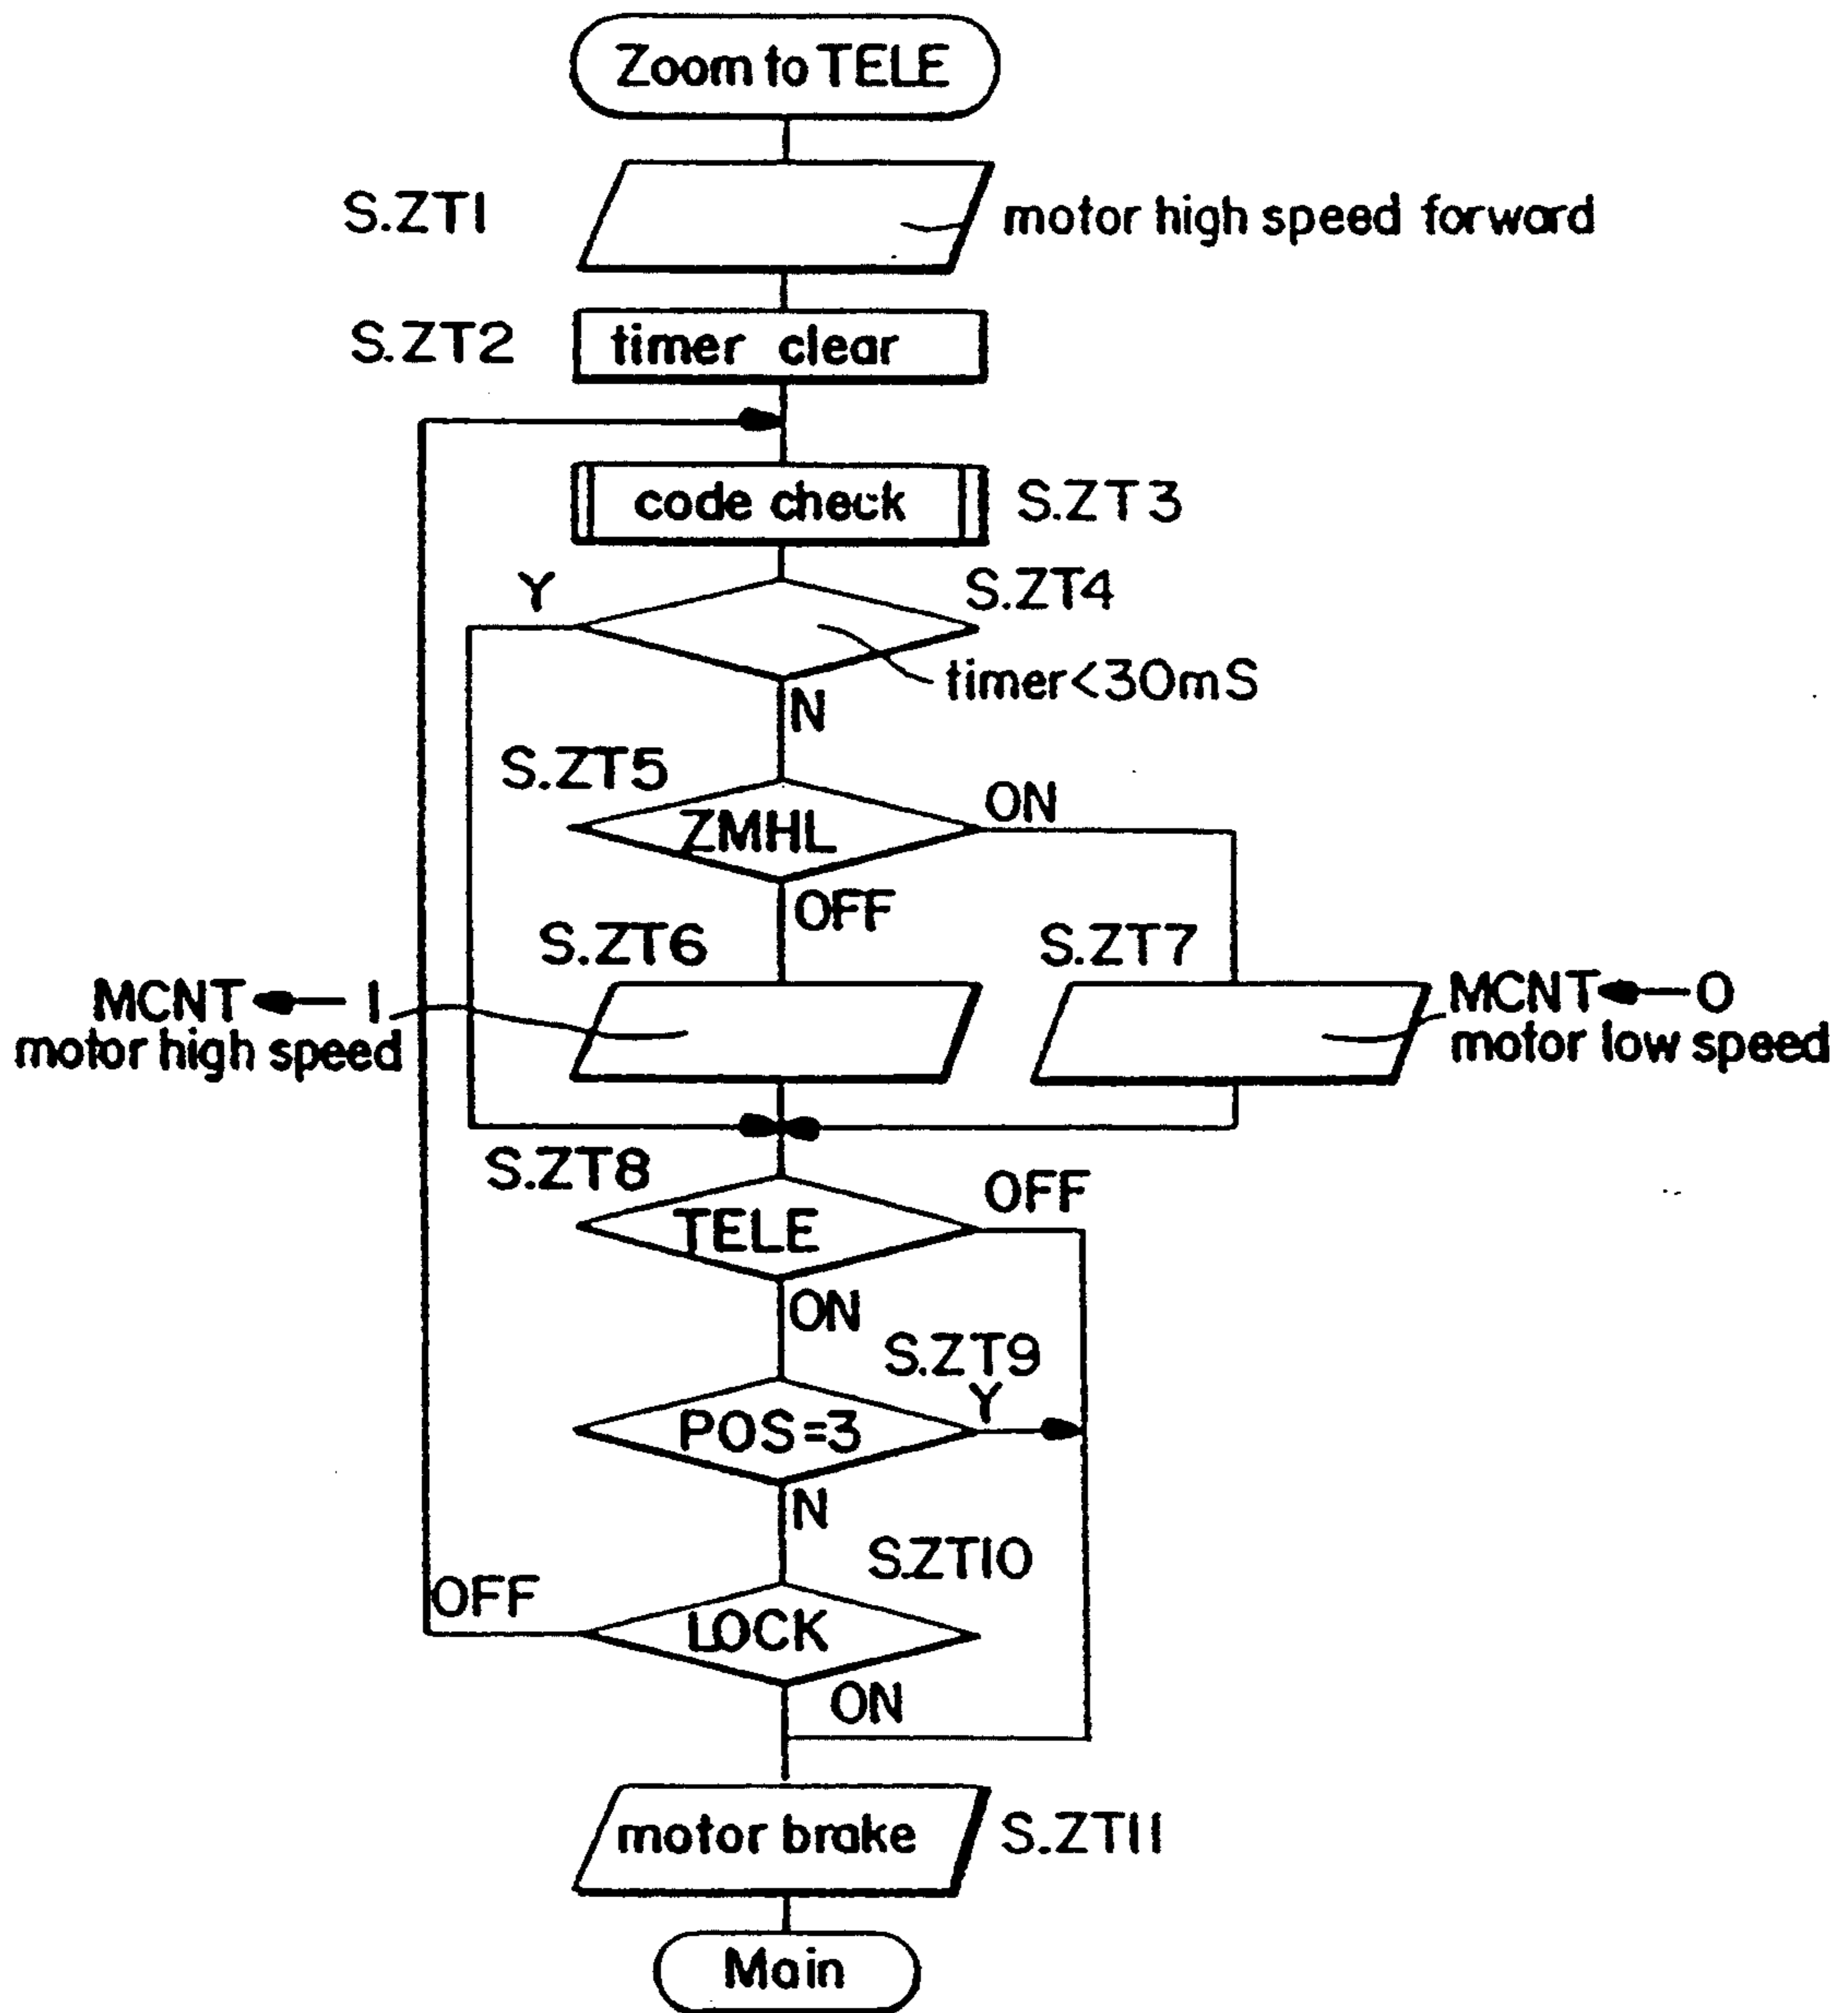 Zoom to TELE
S.ZT1
motor high speed forward
S.ZT2
timer clear
code check
S.ZT3
Y
S.ZT4
timer<30mS
N
S.ZT5
ZMHL
ON
OFF
S.ZT6
S.ZT7
MCNT ← 1
motor high speed
MCNT ← 0
motor low speed
S.ZT8
TELE
OFF
ON
S.ZT9
POS=3
Y
N
S.ZT10
OFF
LOCK
ON
motor brake
S.ZT11
Main